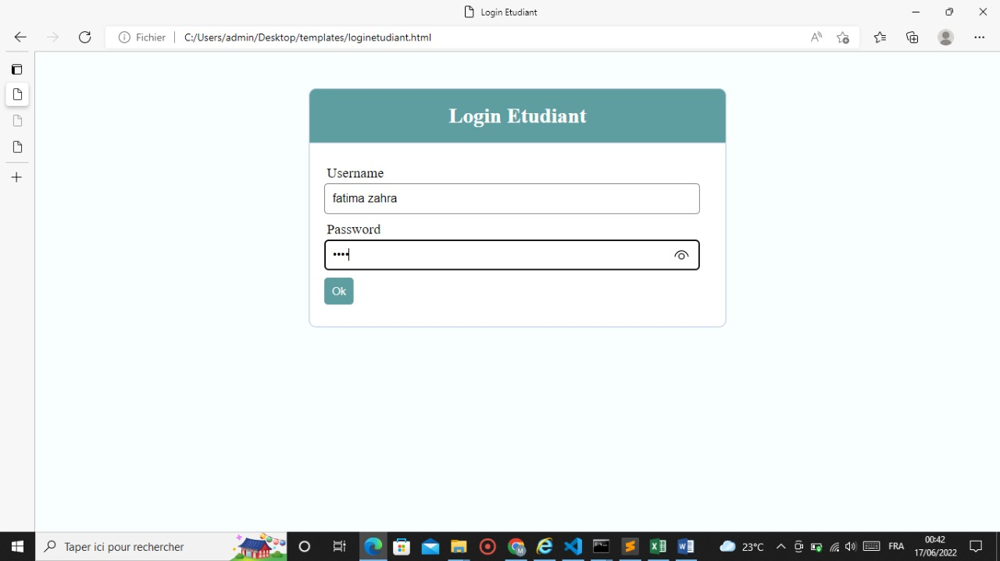 Login Etudiant
Fichier
C:/Users/admin/Desktop/templates/loginetudiant.html
Login Etudiant
Username
fatima zahra
Password
••••
Ok
Taper ici pour rechercher
23°C
FRA
00:42
17/06/2022